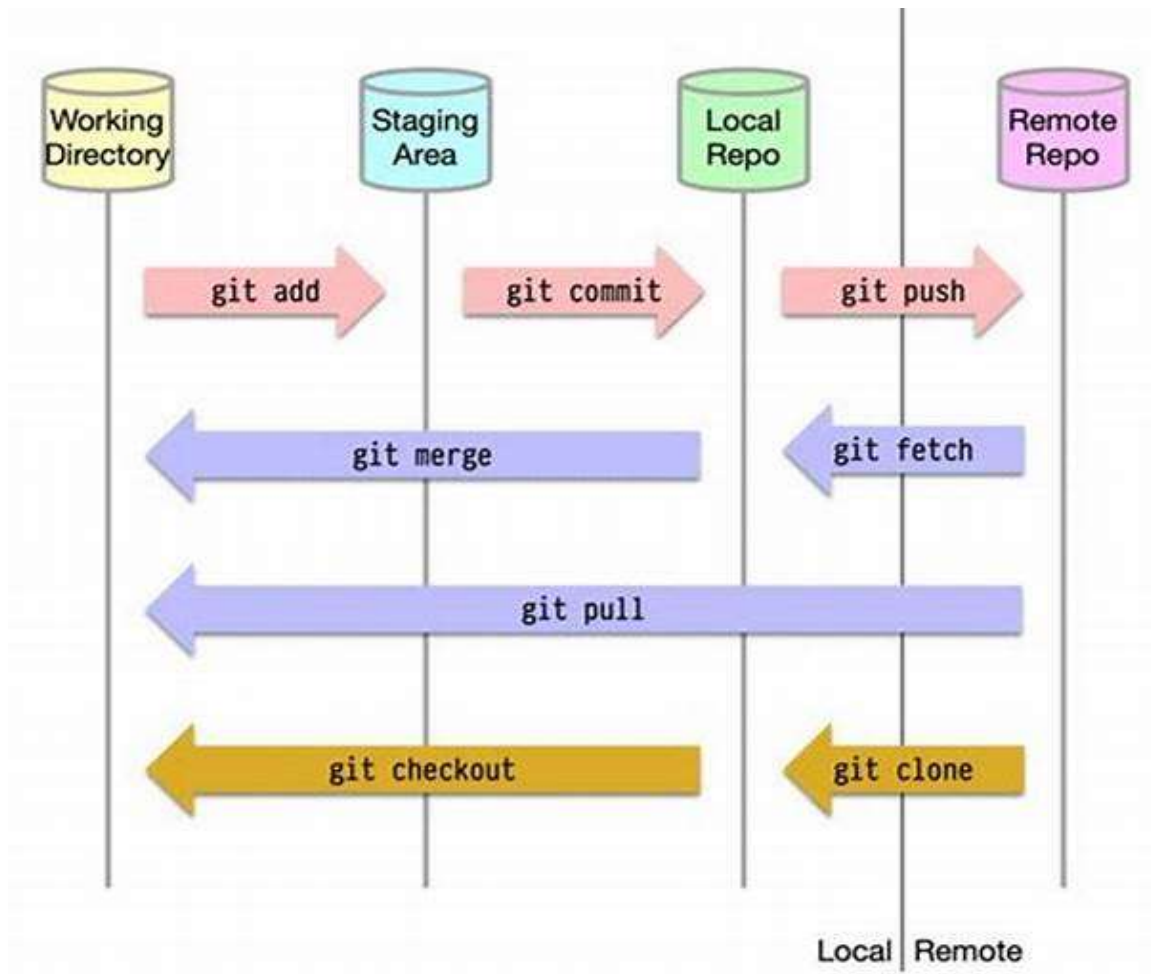 Working
Directory
Staging
Area
Local
Repo
Remote
Repo
git add
git commit
git push
git merge
git fetch
git pull
git checkout
git clone
Local
Remote